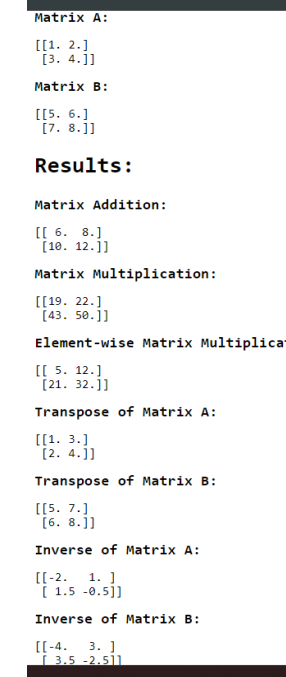 Matrix A:
[[1. 2.]
 [3. 4.]]
Matrix B:
[[5. 6.]
 [7. 8.]]
Results:
Matrix Addition:
[[ 6.  8.]
 [10. 12.]]
Matrix Multiplication:
[[19. 22.]
 [43. 50.]]
Element-wise Matrix
[[ 5. 12.]
 [21. 32.]]
Transpose of Matrix A:
[[1. 3.]
 [2. 4.]]
Transpose of Matrix B:
[[5. 7.]
 [6. 8.]]
Inverse of Matrix A:
[[-2.   1. ]
 [ 1.5 -0.5]]
Inverse of Matrix B:
[[-4.   3. ]
 [ 3.5 -2.5]]